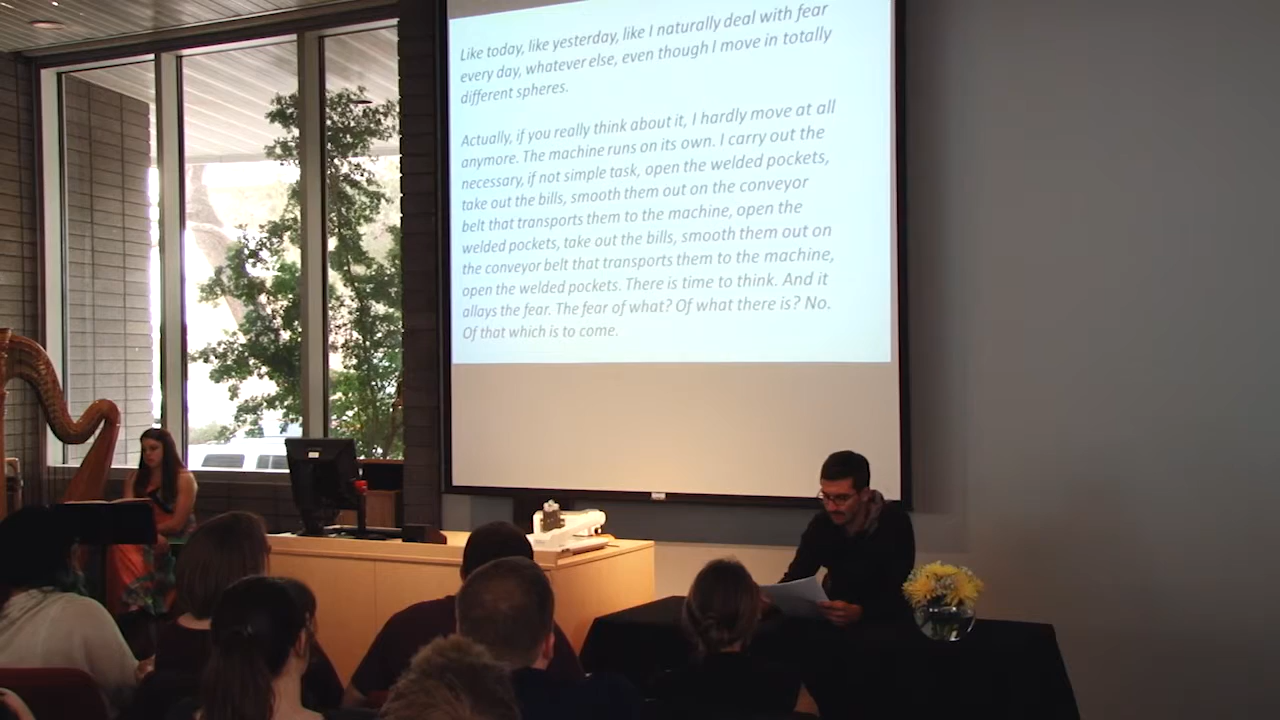 Like today, like yesterday, like I naturally deal with fear
every day, whatever else, even though I move in totally
different spheres.
Actually, if you really think about it, I hardly move at all
anymore. The machine runs on its own. I carry out the
necessary, if not simple task, open the welded pockets,
take out the bills, smooth them out on the conveyor
belt that transports them to the machine, open the
welded pockets, take out the bills, smooth them out on
the conveyor belt that transports them to the machine,
open the welded pockets. There is time to think. And it
allays the fear. The fear of what? Of what there is? No.
Of that which is to come.